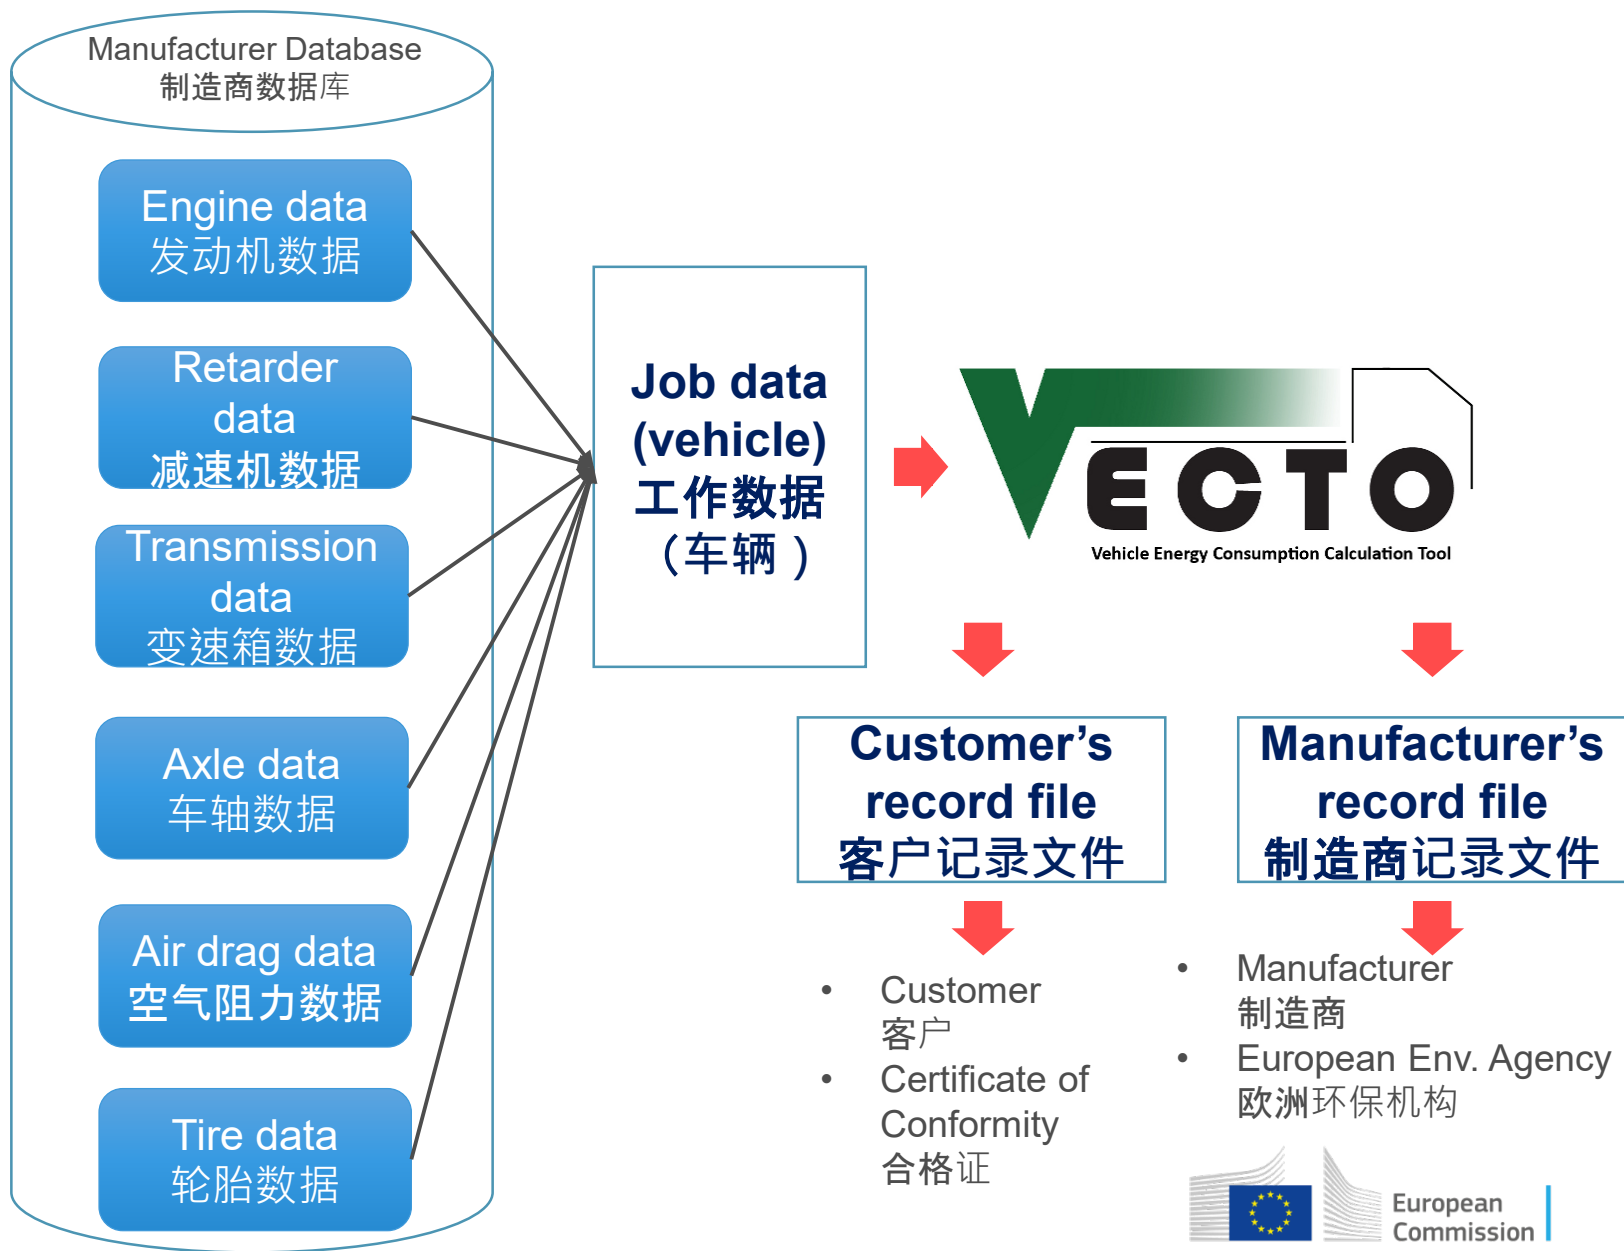 Manufacturer Database
制造商数据库
Engine data
发动机数据
Retarder
data
减速机数据
Transmission
data
变速箱数据
Axle data
车轴数据
Air drag data
空气阻力数据
Tire data
轮胎数据
Job data
(vehicle)
工作数据
（车辆）
VECTO
Vehicle Energy Consumption Calculation Tool
Customer’s
record file
客户记录文件
Manufacturer’s
record file
制造商记录文件
• Customer
客户
• Certificate of
Conformity
合格证
• Manufacturer
制造商
• European Env. Agency
欧洲环保机构
European
Commission